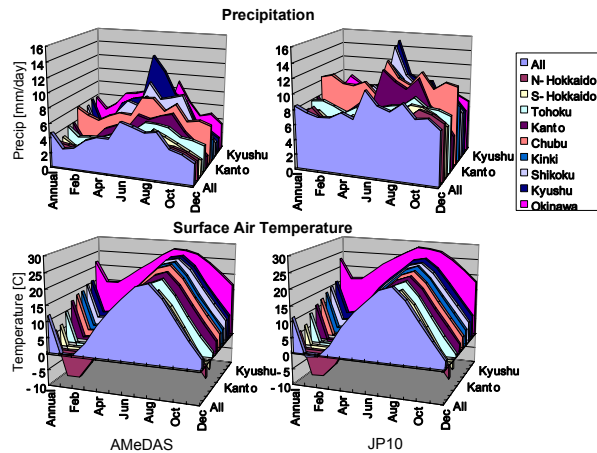 Precipitation
Precip [mm/day]
16
14
12
10
8
6
4
2
0
Annual
Feb
Apr
Jun
Aug
Oct
Dec
All
Kanto
Kyushu
16
14
12
10
8
6
4
2
0
Annual
Feb
Apr
Jun
Aug
Oct
Dec
All
Kanto
Kyushu
All
N- Hokkaido
S- Hokkaido
Tohoku
Kanto
Chubu
Kinki
Shikoku
Kyushu
Okinawa
Surface Air Temperature
Temperature [C]
30
25
20
15
10
5
0
- 5
- 10
Annual
Feb
Apr
Jun
Aug
Oct
Dec
All
Kanto
Kyushu
30
25
20
15
10
5
0
- 5
- 10
Annual
Feb
Apr
Jun
Aug
Oct
Dec
All
Kanto
Kyushu
AMeDAS
JP10